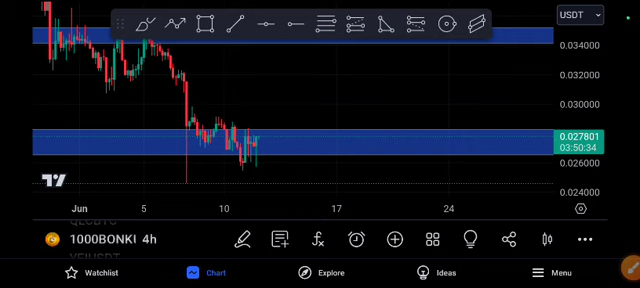 USDT
0.034000
0.032000
0.030000
0.027801
03:50:34
0.026000
0.024000
Jun 5 10 17 24
1000BONKU 4h
Watchlist Chart Explore Ideas Menu